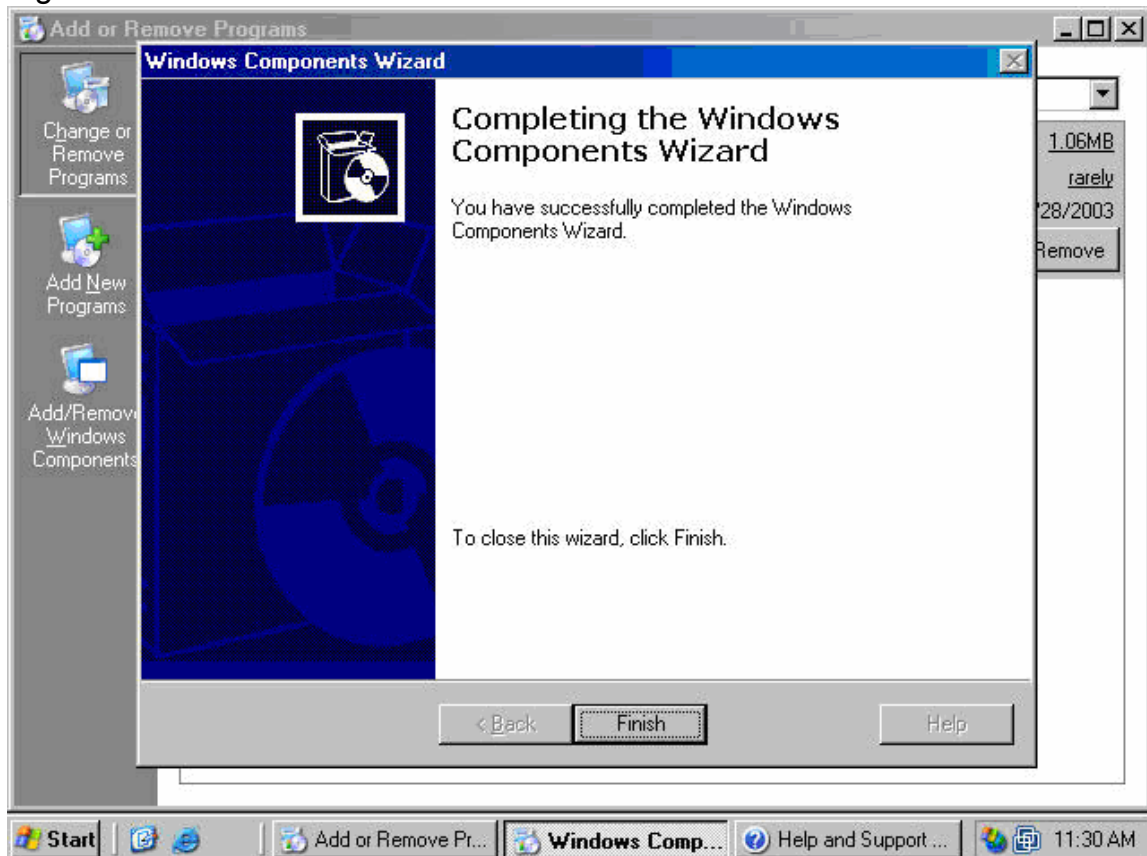 Add or Remove Programs
Windows Components Wizard
Change or
Remove
Programs
Add New
Programs
Add/Remove
Windows
Components
Completing the Windows
Components Wizard
You have successfully completed the Windows
Components Wizard.
To close this wizard, click Finish.
1.06MB
rarely
/28/2003
Remove
< Back
Finish
Help
Start
Add or Remove Pr...
Windows Comp...
Help and Support ...
11:30 AM